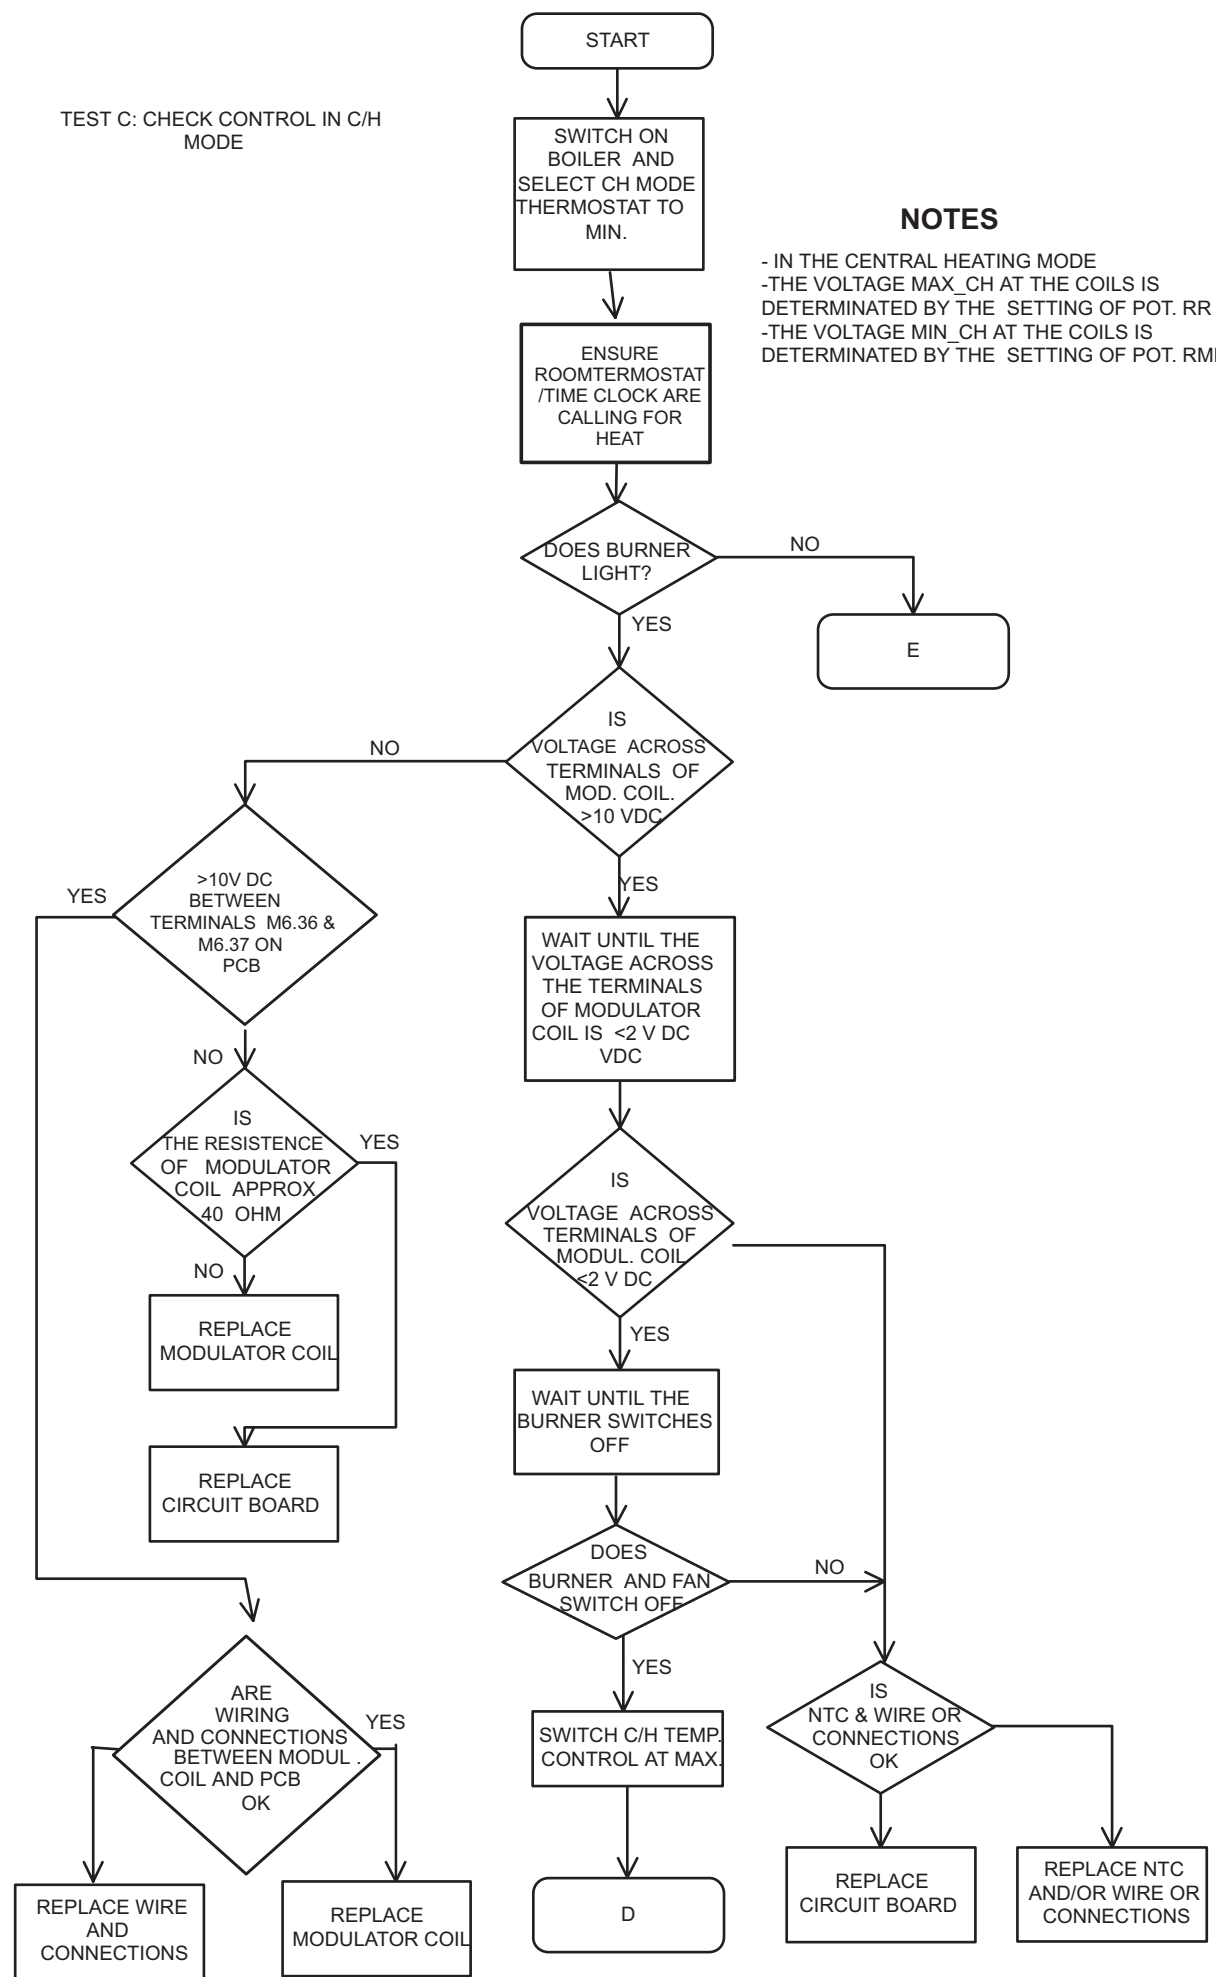 START
TEST C: CHECK CONTROL IN C/H
MODE
SWITCH ON
BOILER AND
SELECT CH MODE
THERMOSTAT TO
MIN.
NOTES
- IN THE CENTRAL HEATING MODE
-THE VOLTAGE MAX_CH AT THE COILS IS
DETERMINATED BY THE SETTING OF POT. RR
-THE VOLTAGE MIN_CH AT THE COILS IS
DETERMINATED BY THE SETTING OF POT.
ENSURE
ROOMTERMOSTAT
/TIME CLOCK ARE
CALLING FOR
HEAT
DOES BURNER
LIGHT?
NO
E
YES
IS
VOLTAGE ACROSS
TERMINALS OF
MOD. COIL.
>10 VDC
NO
YES
>10V DC
BETWEEN
TERMINALS M6.36 &
M6.37 ON
PCB
YES
WAIT UNTIL THE
VOLTAGE ACROSS
THE TERMINALS
OF MODULATOR
COIL IS <2 V DC
VDC
NO
IS
THE RESISTENCE
OF MODULATOR
COIL APPROX
40 OHM
YES
IS
VOLTAGE ACROSS
TERMINALS OF
MODUL. COIL
<2 V DC
NO
REPLACE
MODULATOR COIL
YES
WAIT UNTIL THE
BURNER SWITCHES
OFF
REPLACE
CIRCUIT BOARD
DOES
BURNER AND FAN
SWITCH OFF
NO
YES
ARE
WIRING
AND CONNECTIONS
BETWEEN MODUL .
COIL AND PCB
OK
YES
SWITCH C/H TEMP.
CONTROL AT MAX.
IS
NTC & WIRE OR
CONNECTIONS
OK
REPLACE WIRE
AND
CONNECTIONS
REPLACE
MODULATOR COIL
D
REPLACE
CIRCUIT BOARD
REPLACE NTC
AND/OR WIRE OR
CONNECTIONS